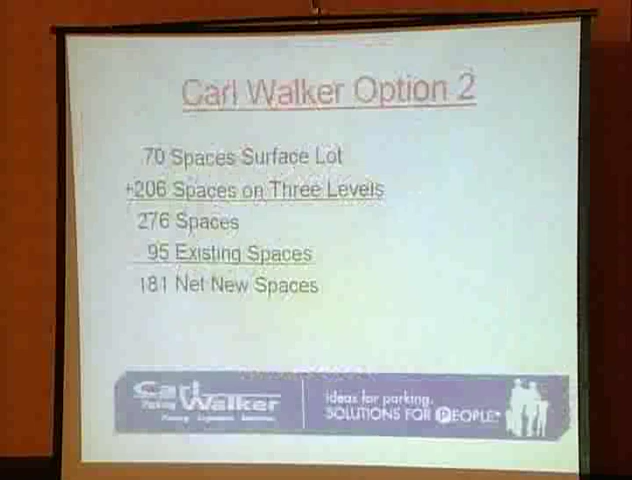 Carl Walker Option 2
70 Spaces Surface Lot
+206 Spaces on Three Levels
276 Spaces
95 Existing Spaces
181 Net New Spaces
Carl
Walker
Parking
Ideas for parking.
SOLUTIONS FOR PEOPLE